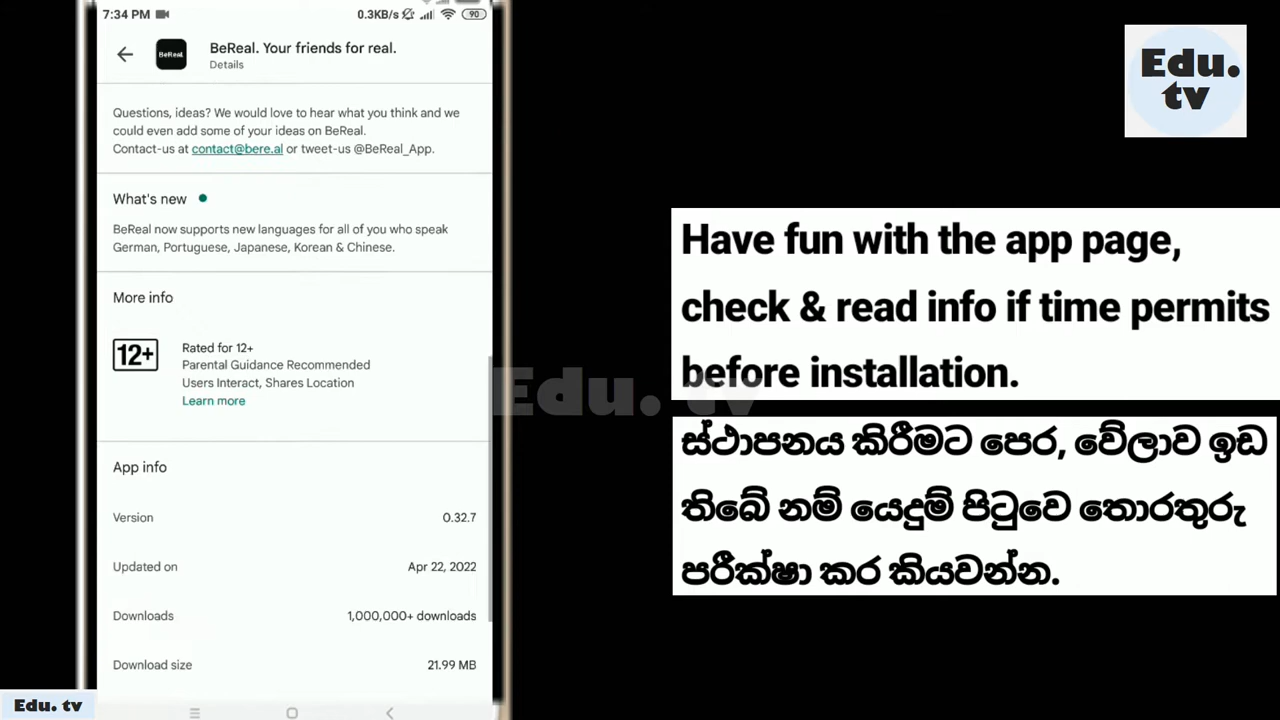 7:34 PM
0.3KB/s
90
BeReal. BeReal. Your friends for real.
Details
Questions, ideas? We would love to hear what you think and we
could even add some of your ideas on BeReal.
Contact-us at contact@bere.al or tweet-us @BeReal_App.
What's new
BeReal now supports new languages for all of you who speak
German, Portuguese, Japanese, Korean & Chinese.
More info
12+
Rated for 12+
Parental Guidance Recommended
Users Interact, Shares Location
Learn more
App info
Version 0.32.7
Updated on Apr 22, 2022
Downloads 1,000,000+ downloads
Download size 21.99 MB
Edu. tv
Edu.
tv
Have fun with the app page,
check & read info if time permits
before installation.
Edu. tv
ස්ථාපනය කිරීමට පෙර, වේලාව ඉඩ
තිබේ නම් යෙදුම් පිටුවෙ තොරතුරු
පරීක්ෂා කර කියවන්න.